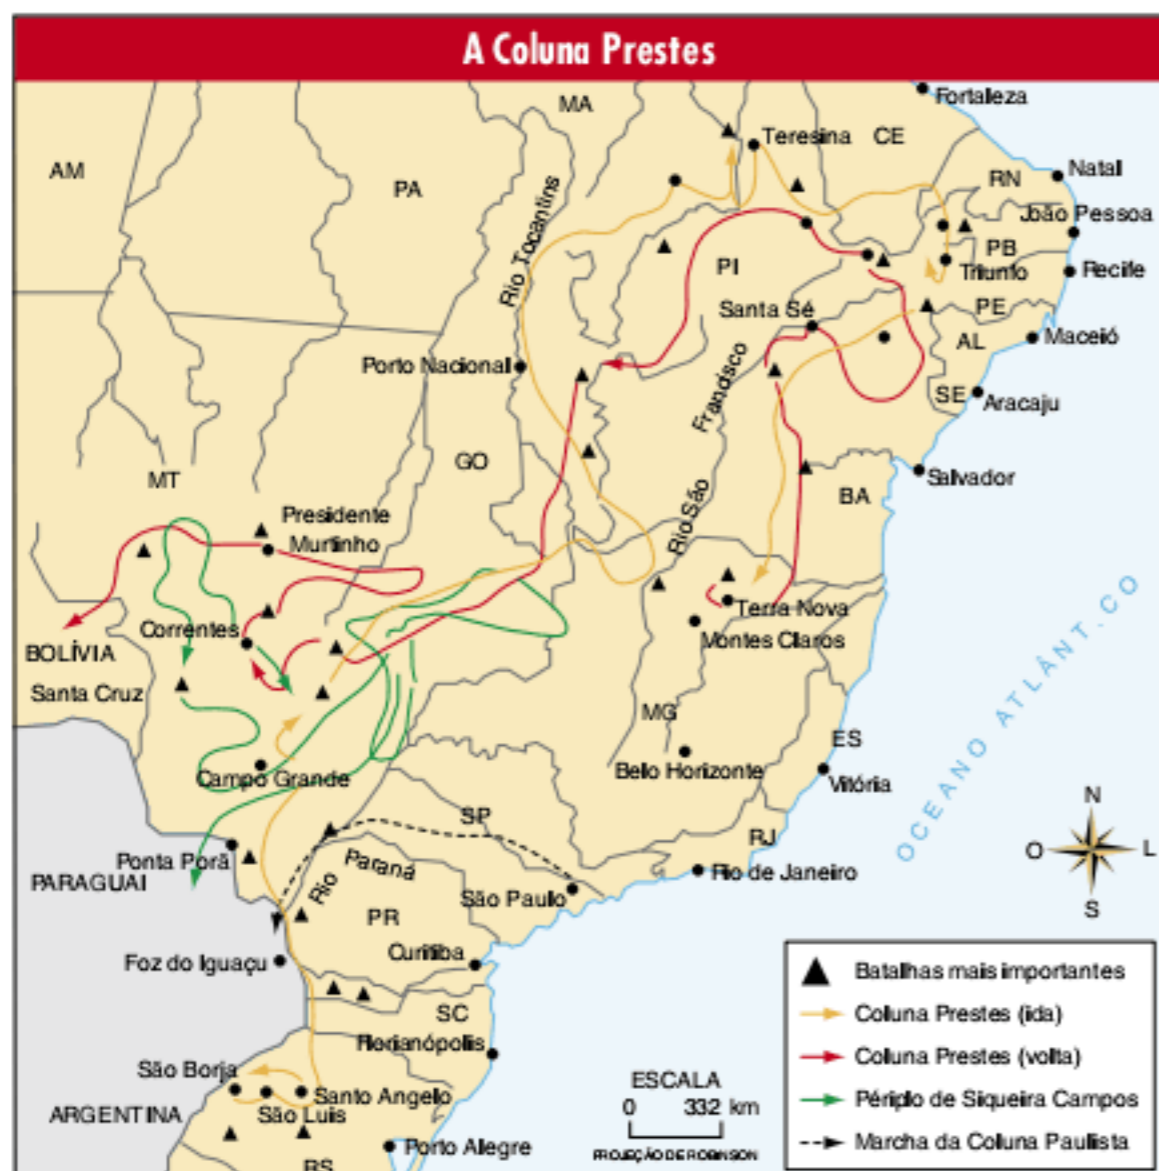 A Coluna Prestes
Fortaleza
MA
Teresina
CE
AM
PA
RN
Natal
João Pessoa
Rio Tocantins
PB
PI
Triunfo
Recife
Santa Sé
PE
AL
Maceió
Porto Nacional
Francisco
SE
Aracaju
GO
MT
Salvador
BA
Rio São
Presidente
Murtinho
Terra Nova
Correntes
Montes Claros
BOLÍVIA
Santa Cruz
MG
ES
Belo Horizonte
Campo Grande
Vitória
OCEANO ATLÂNT.CO
SP
RJ
N
O
L
S
Ponta Porã
Paraná
Rio
Rio de Janeiro
PARAGUAI
São Paulo
PR
Curitiba
Foz do Iguaçu
SC
Florianópolis
São Borja
Santo Angelo
São Luis
ARGENTINA
Porto Alegre
RS
ESCALA
0 332 km
PROJEÇÃO DE ROBINSON
Batalhas mais importantes
Coluna Prestes (ida)
Coluna Prestes (volta)
Périplo de Siqueira Campos
Marcha da Coluna Paulista